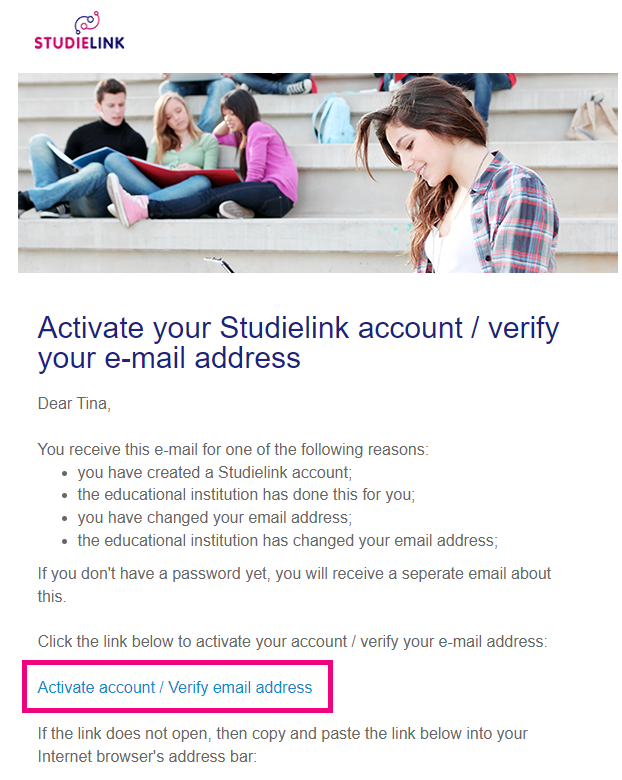 STUDIELINK
Activate your Studielink account / verify
your e-mail address
Dear Tina,
You receive this e-mail for one of the following reasons:
• you have created a Studielink account;
• the educational institution has done this for you;
• you have changed your email address;
• the educational institution has changed your email address;
If you don't have a password yet, you will receive a seperate email about
this.
Click the link below to activate your account / verify your e-mail address:
Activate account / Verify email address
If the link does not open, then copy and paste the link below into your
Internet browser's address bar: